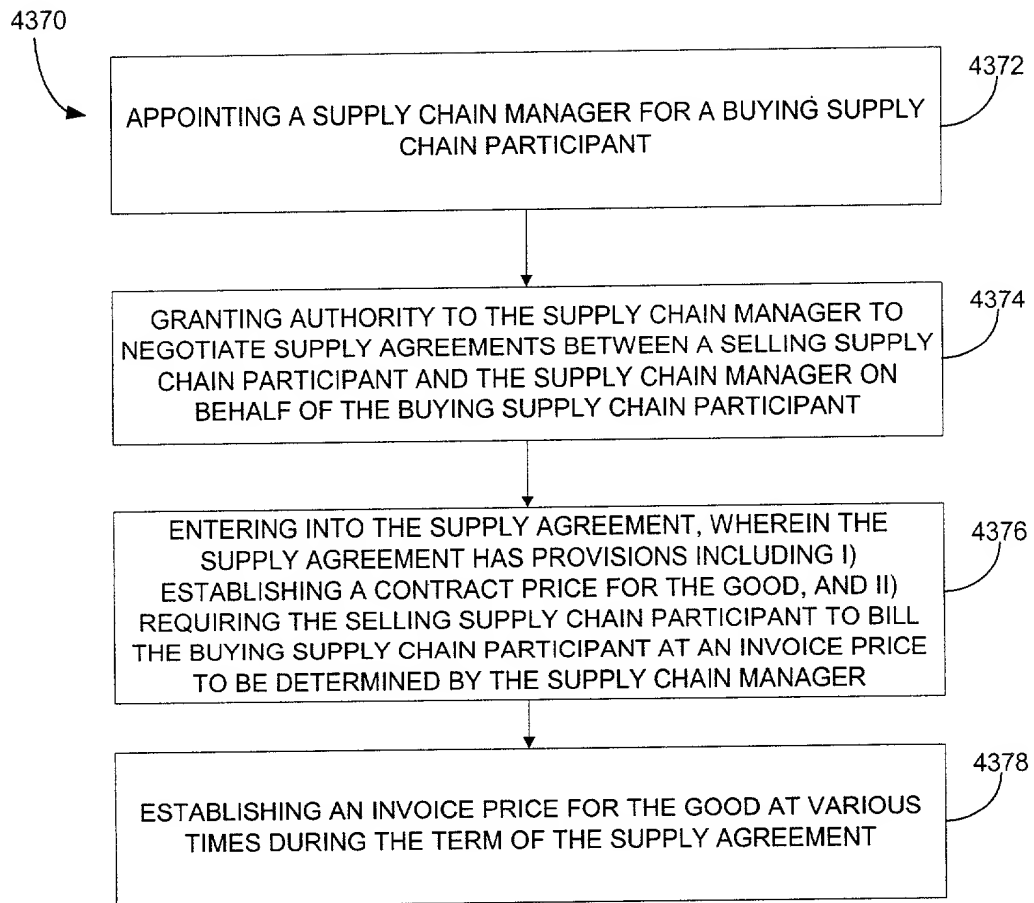 4370
4372
APPOINTING A SUPPLY CHAIN MANAGER FOR A BUYING SUPPLY
CHAIN PARTICIPANT
4374
GRANTING AUTHORITY TO THE SUPPLY CHAIN MANAGER TO
NEGOTIATE SUPPLY AGREEMENTS BETWEEN A SELLING SUPPLY
CHAIN PARTICIPANT AND THE SUPPLY CHAIN MANAGER ON
BEHALF OF THE BUYING SUPPLY CHAIN PARTICIPANT
4376
ENTERING INTO THE SUPPLY AGREEMENT, WHEREIN THE
SUPPLY AGREEMENT HAS PROVISIONS INCLUDING I)
ESTABLISHING A CONTRACT PRICE FOR THE GOOD, AND II)
REQUIRING THE SELLING SUPPLY CHAIN PARTICIPANT TO BILL
THE BUYING SUPPLY CHAIN PARTICIPANT AT AN INVOICE PRICE
TO BE DETERMINED BY THE SUPPLY CHAIN MANAGER
4378
ESTABLISHING AN INVOICE PRICE FOR THE GOOD AT VARIOUS
TIMES DURING THE TERM OF THE SUPPLY AGREEMENT